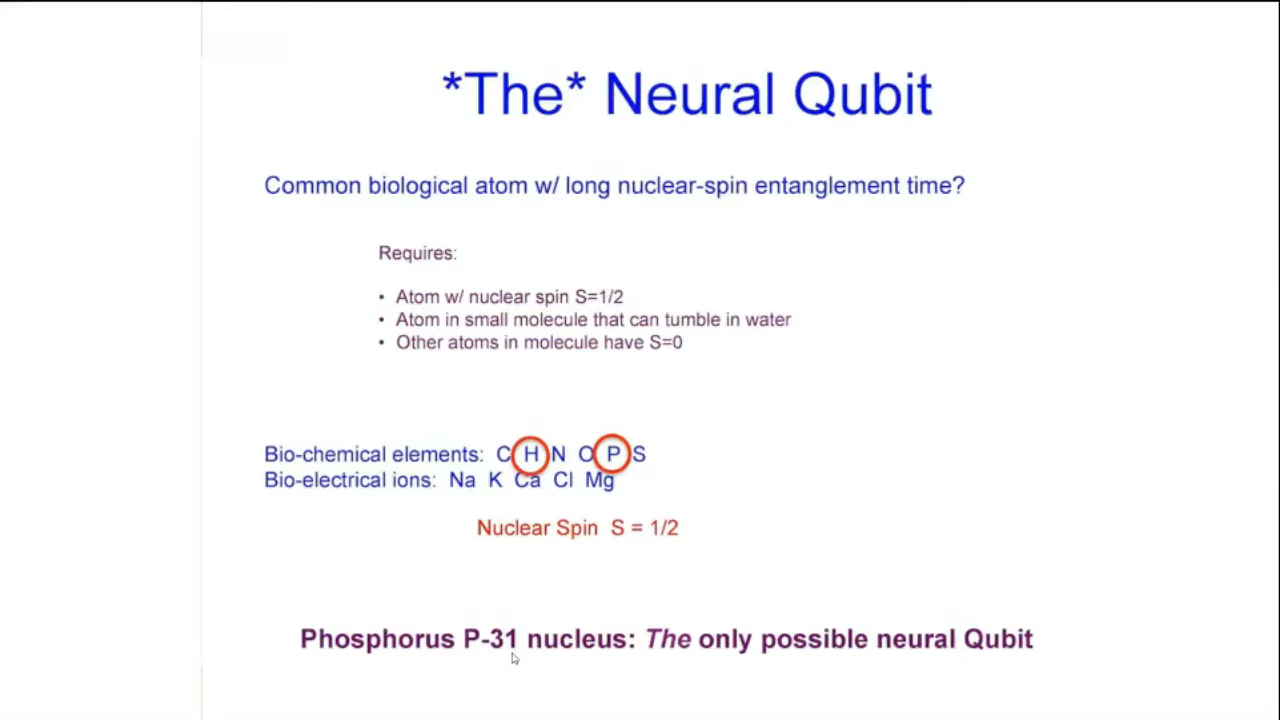 *The* Neural Qubit
Common biological atom w/ long nuclear-spin entanglement time?
Requires:
• Atom w/ nuclear spin S=1/2
• Atom in small molecule that can tumble in water
• Other atoms in molecule have S=0
Bio-chemical elements: C H N O P S
Bio-electrical ions: Na K Ca Cl Mg
Nuclear Spin S = 1/2
Phosphorus P-31 nucleus: The only possible neural Qubit